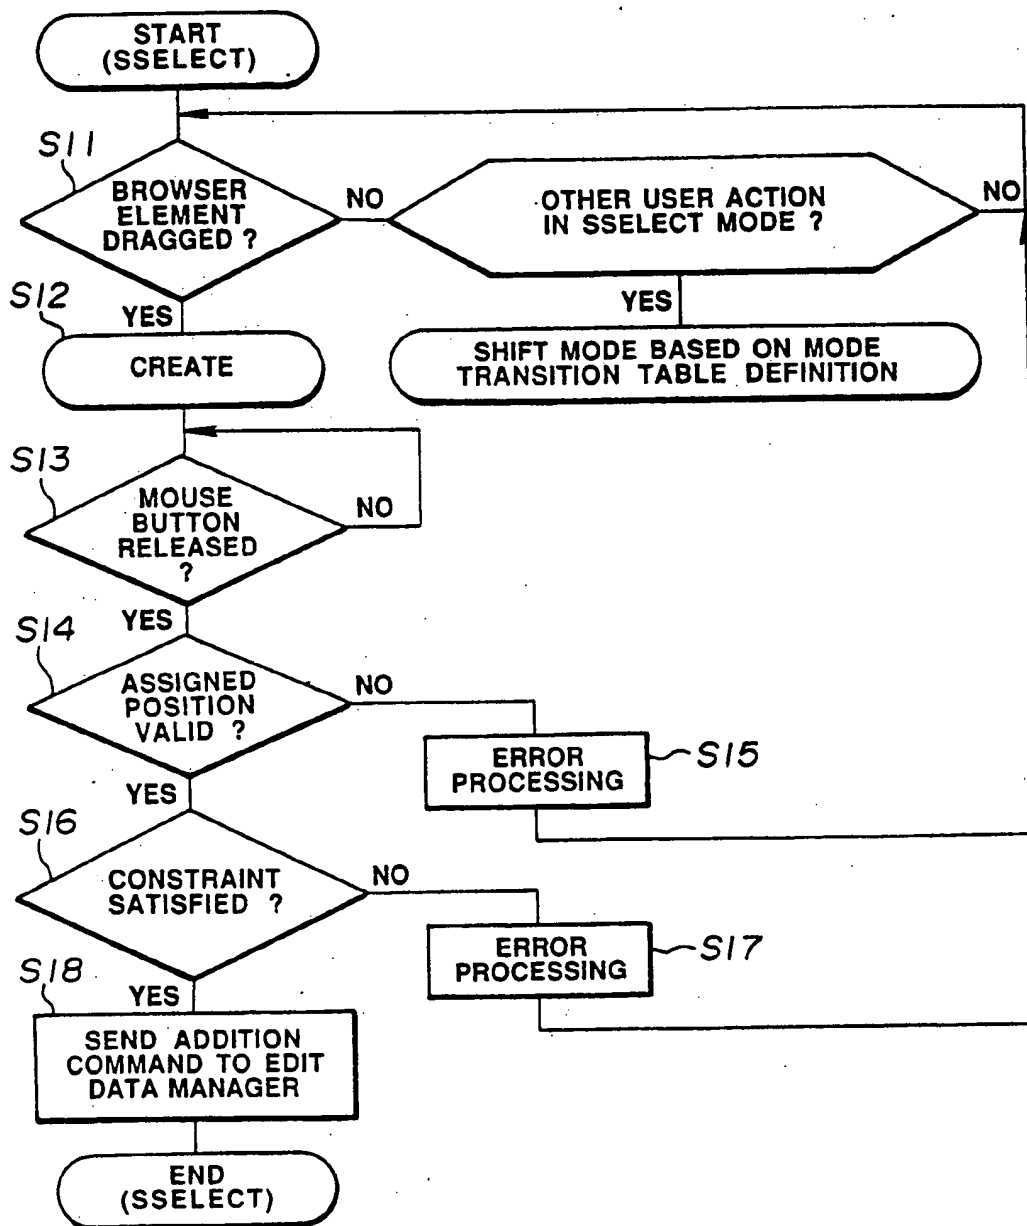 START
(SSELECT)
S11
BROWSER
ELEMENT
DRAGGED ?
NO
OTHER USER ACTION
IN SSELECT MODE ?
NO
YES
SHIFT MODE BASED ON MODE
TRANSITION TABLE DEFINITION
S12
YES
CREATE
S13
MOUSE
BUTTON
RELEASED
?
NO
YES
S14
ASSIGNED
POSITION
VALID ?
NO
ERROR
PROCESSING
S15
YES
S16
CONSTRAINT
SATISFIED ?
NO
ERROR
PROCESSING
S17
S18
YES
SEND ADDITION
COMMAND TO EDIT
DATA MANAGER
END
(SSELECT)